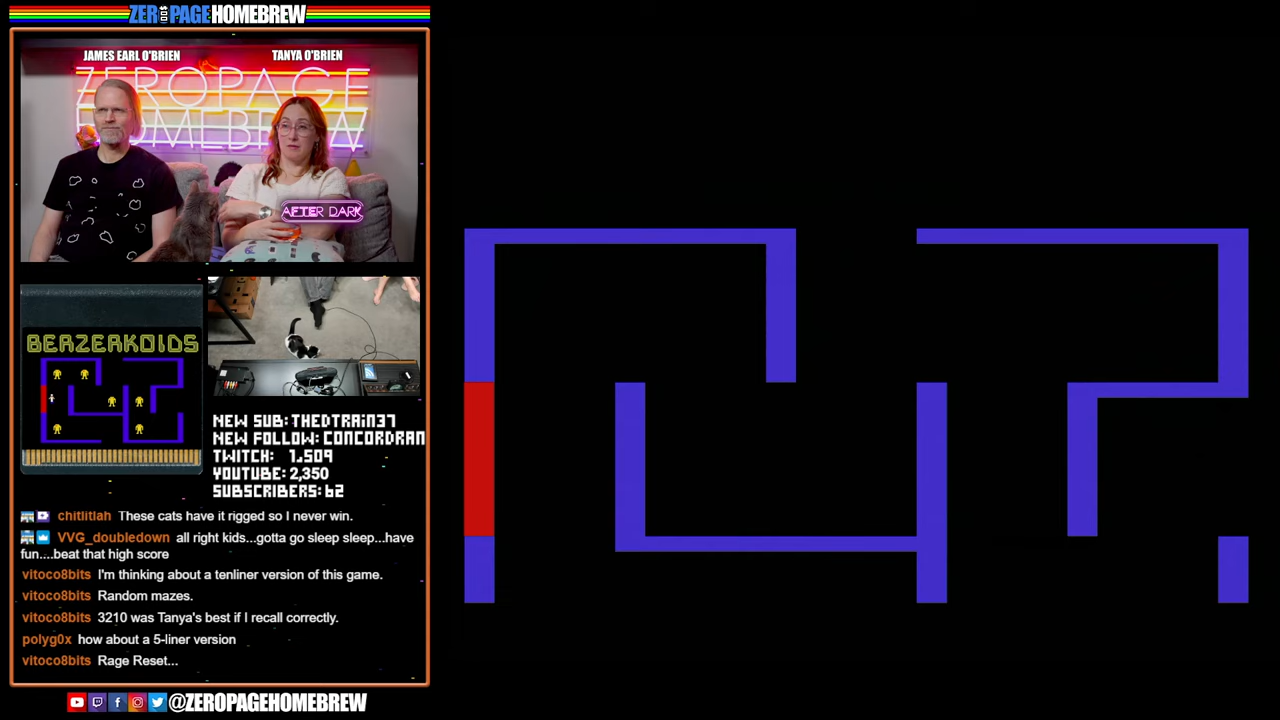 ZEROPAGE HOMEBREW
JAMES EARL O'BRIEN
TANYA O'BRIEN
ZEROPAGE
HOMEBREW
AFTER DARK
BERZERKOIDS
NEW SUB: THEDTRAIN37
NEW FOLLOW: CONCORDRAN
TWITCH: 1,509
YOUTUBE: 2,350
SUBSCRIBERS: 62
chitlitlah These cats have it rigged so I never win.
VVG_doubledown all right kids...gotta go sleep sleep...have
fun....beat that high score
vitoco8bits I'm thinking about a tenliner version of this game.
vitoco8bits Random mazes.
vitoco8bits 3210 was Tanya's best if I recall correctly.
polyg0x how about a 5-liner version
vitoco8bits Rage Reset...
@ZEROPAGEHOMEBREW